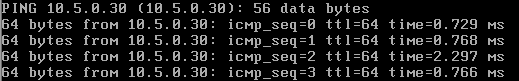 PING 10.5.0.30 (10.5.0.30): 56 data bytes
64 bytes from 10.5.0.30: icmp_seq=0 ttl=64 time=0.729 ms
64 bytes from 10.5.0.30: icmp_seq=1 ttl=64 time=0.768 ms
64 bytes from 10.5.0.30: icmp_seq=2 ttl=64 time=2.297 ms
64 bytes from 10.5.0.30: icmp_seq=3 ttl=64 time=0.766 ms